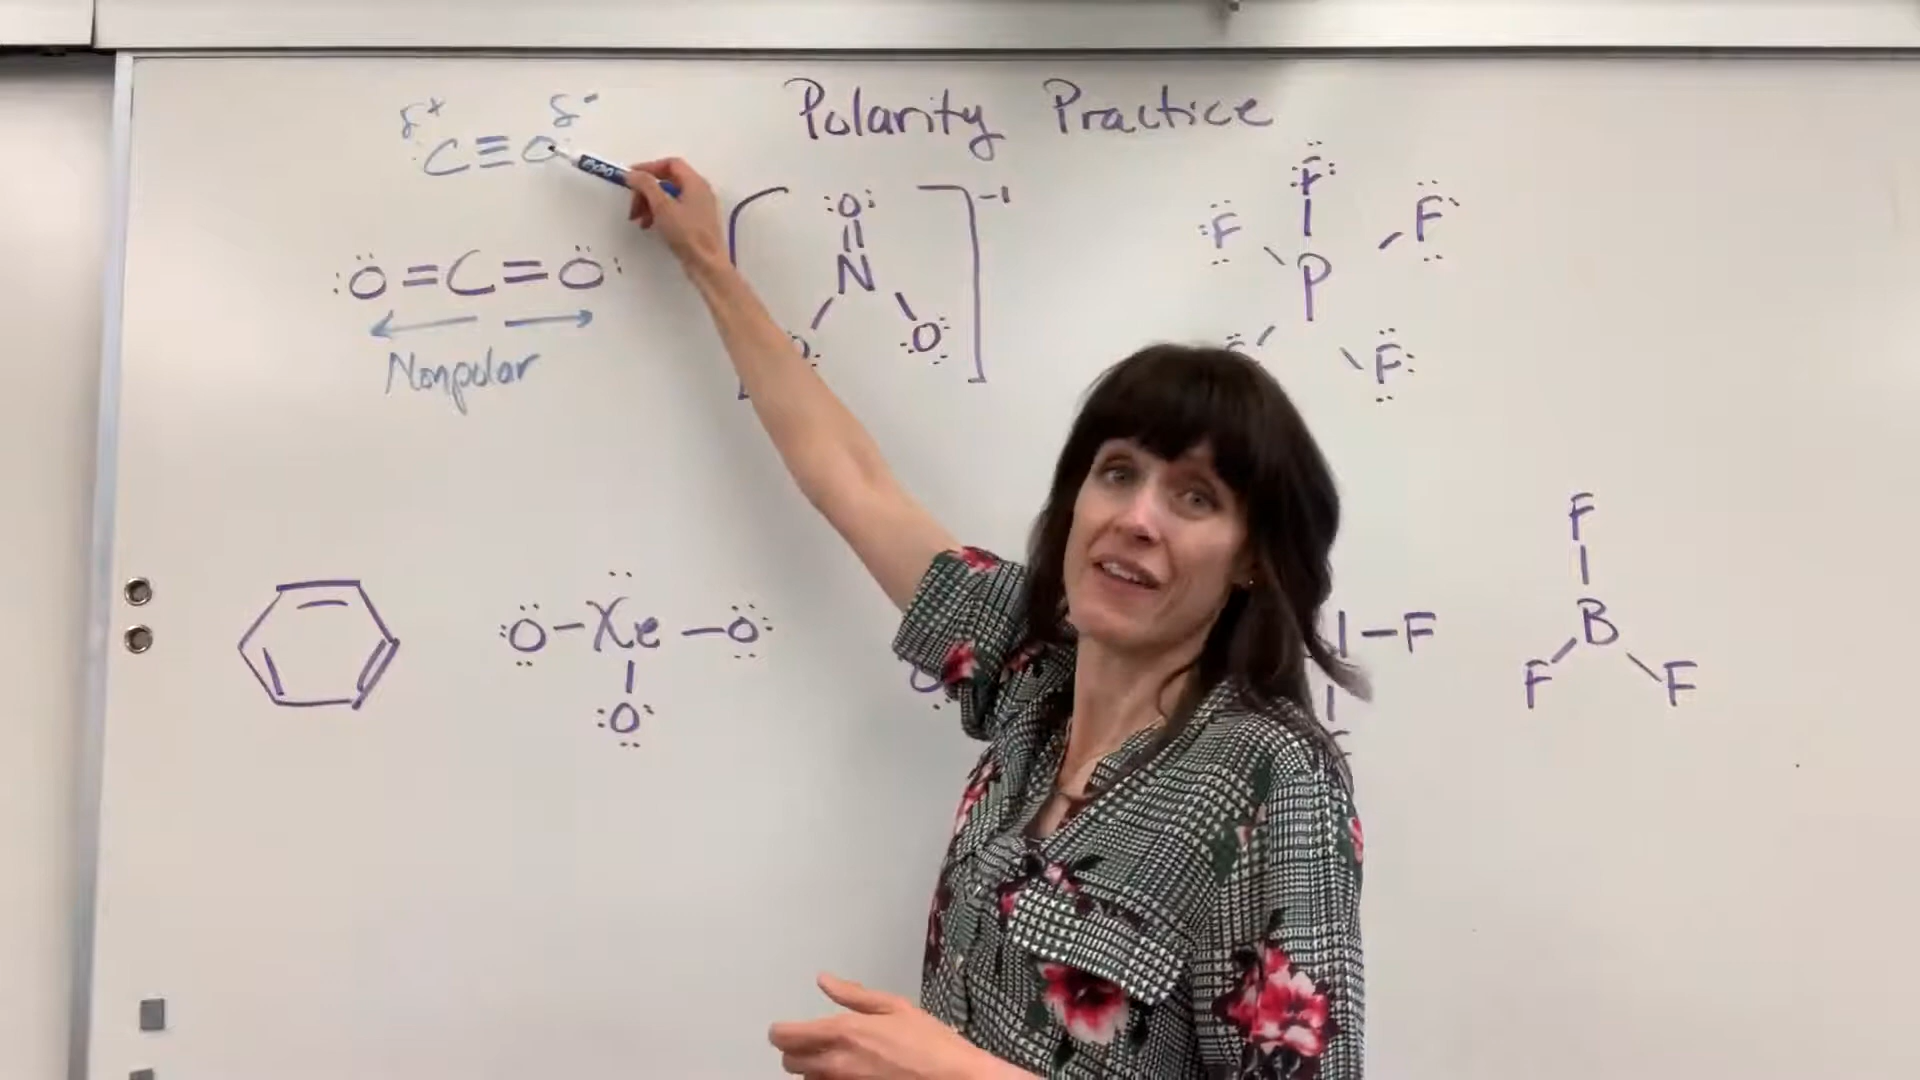 Polarity Practice
δ+ δ-
:C≡O:
:Ö=C=Ö:
Nonpolar
[ :O: ]-1
||
N
O O
F
F F
P
F
O-Xe-O
|
O
-F
F
|
B
F F